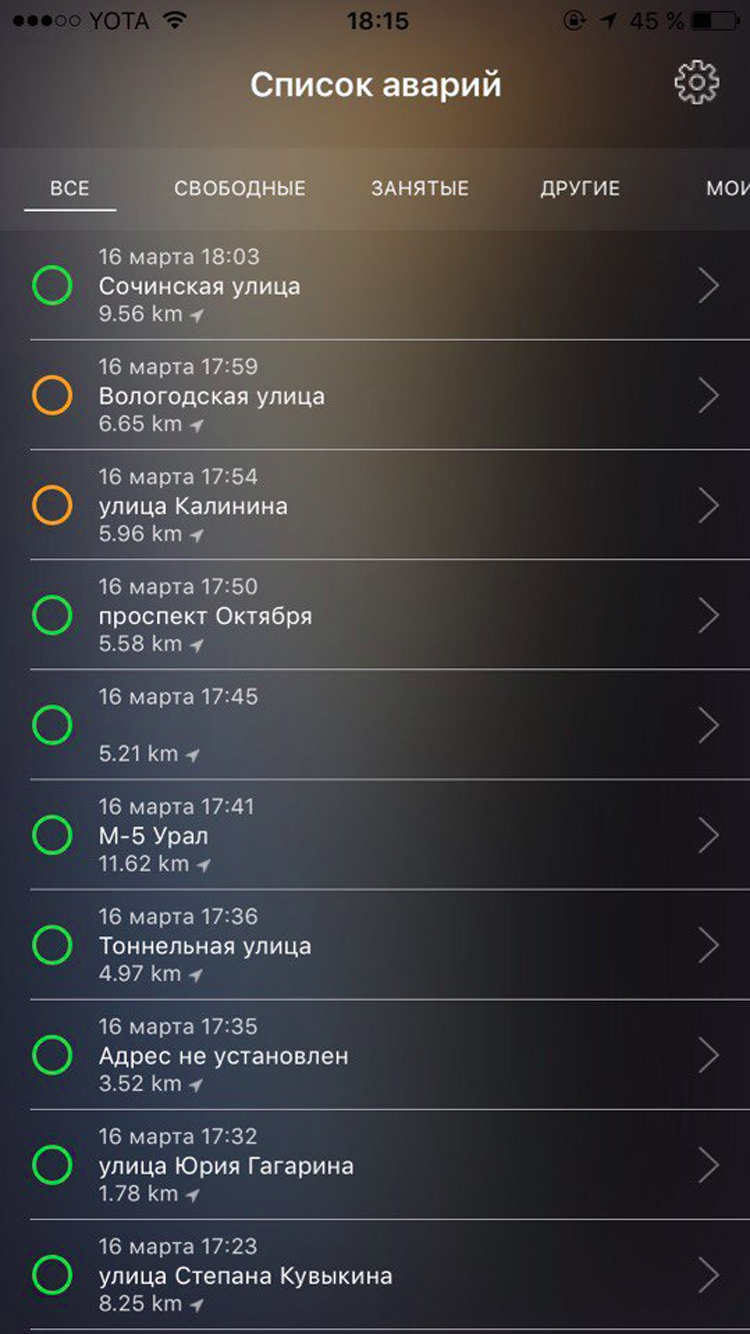 YOTA 18:15 45 %
Список аварий
ВСЕ СВОБОДНЫЕ ЗАНЯТЫЕ ДРУГИЕ МОИ
16 марта 18:03
Сочинская улица
9.56 km
16 марта 17:59
Вологодская улица
6.65 km
16 марта 17:54
улица Калинина
5.96 km
16 марта 17:50
проспект Октября
5.58 km
16 марта 17:45
5.21 km
16 марта 17:41
М-5 Урал
11.62 km
16 марта 17:36
Тоннельная улица
4.97 km
16 марта 17:35
Адрес не установлен
3.52 km
16 марта 17:32
улица Юрия Гагарина
1.78 km
16 марта 17:23
улица Степана Кувыкина
8.25 km